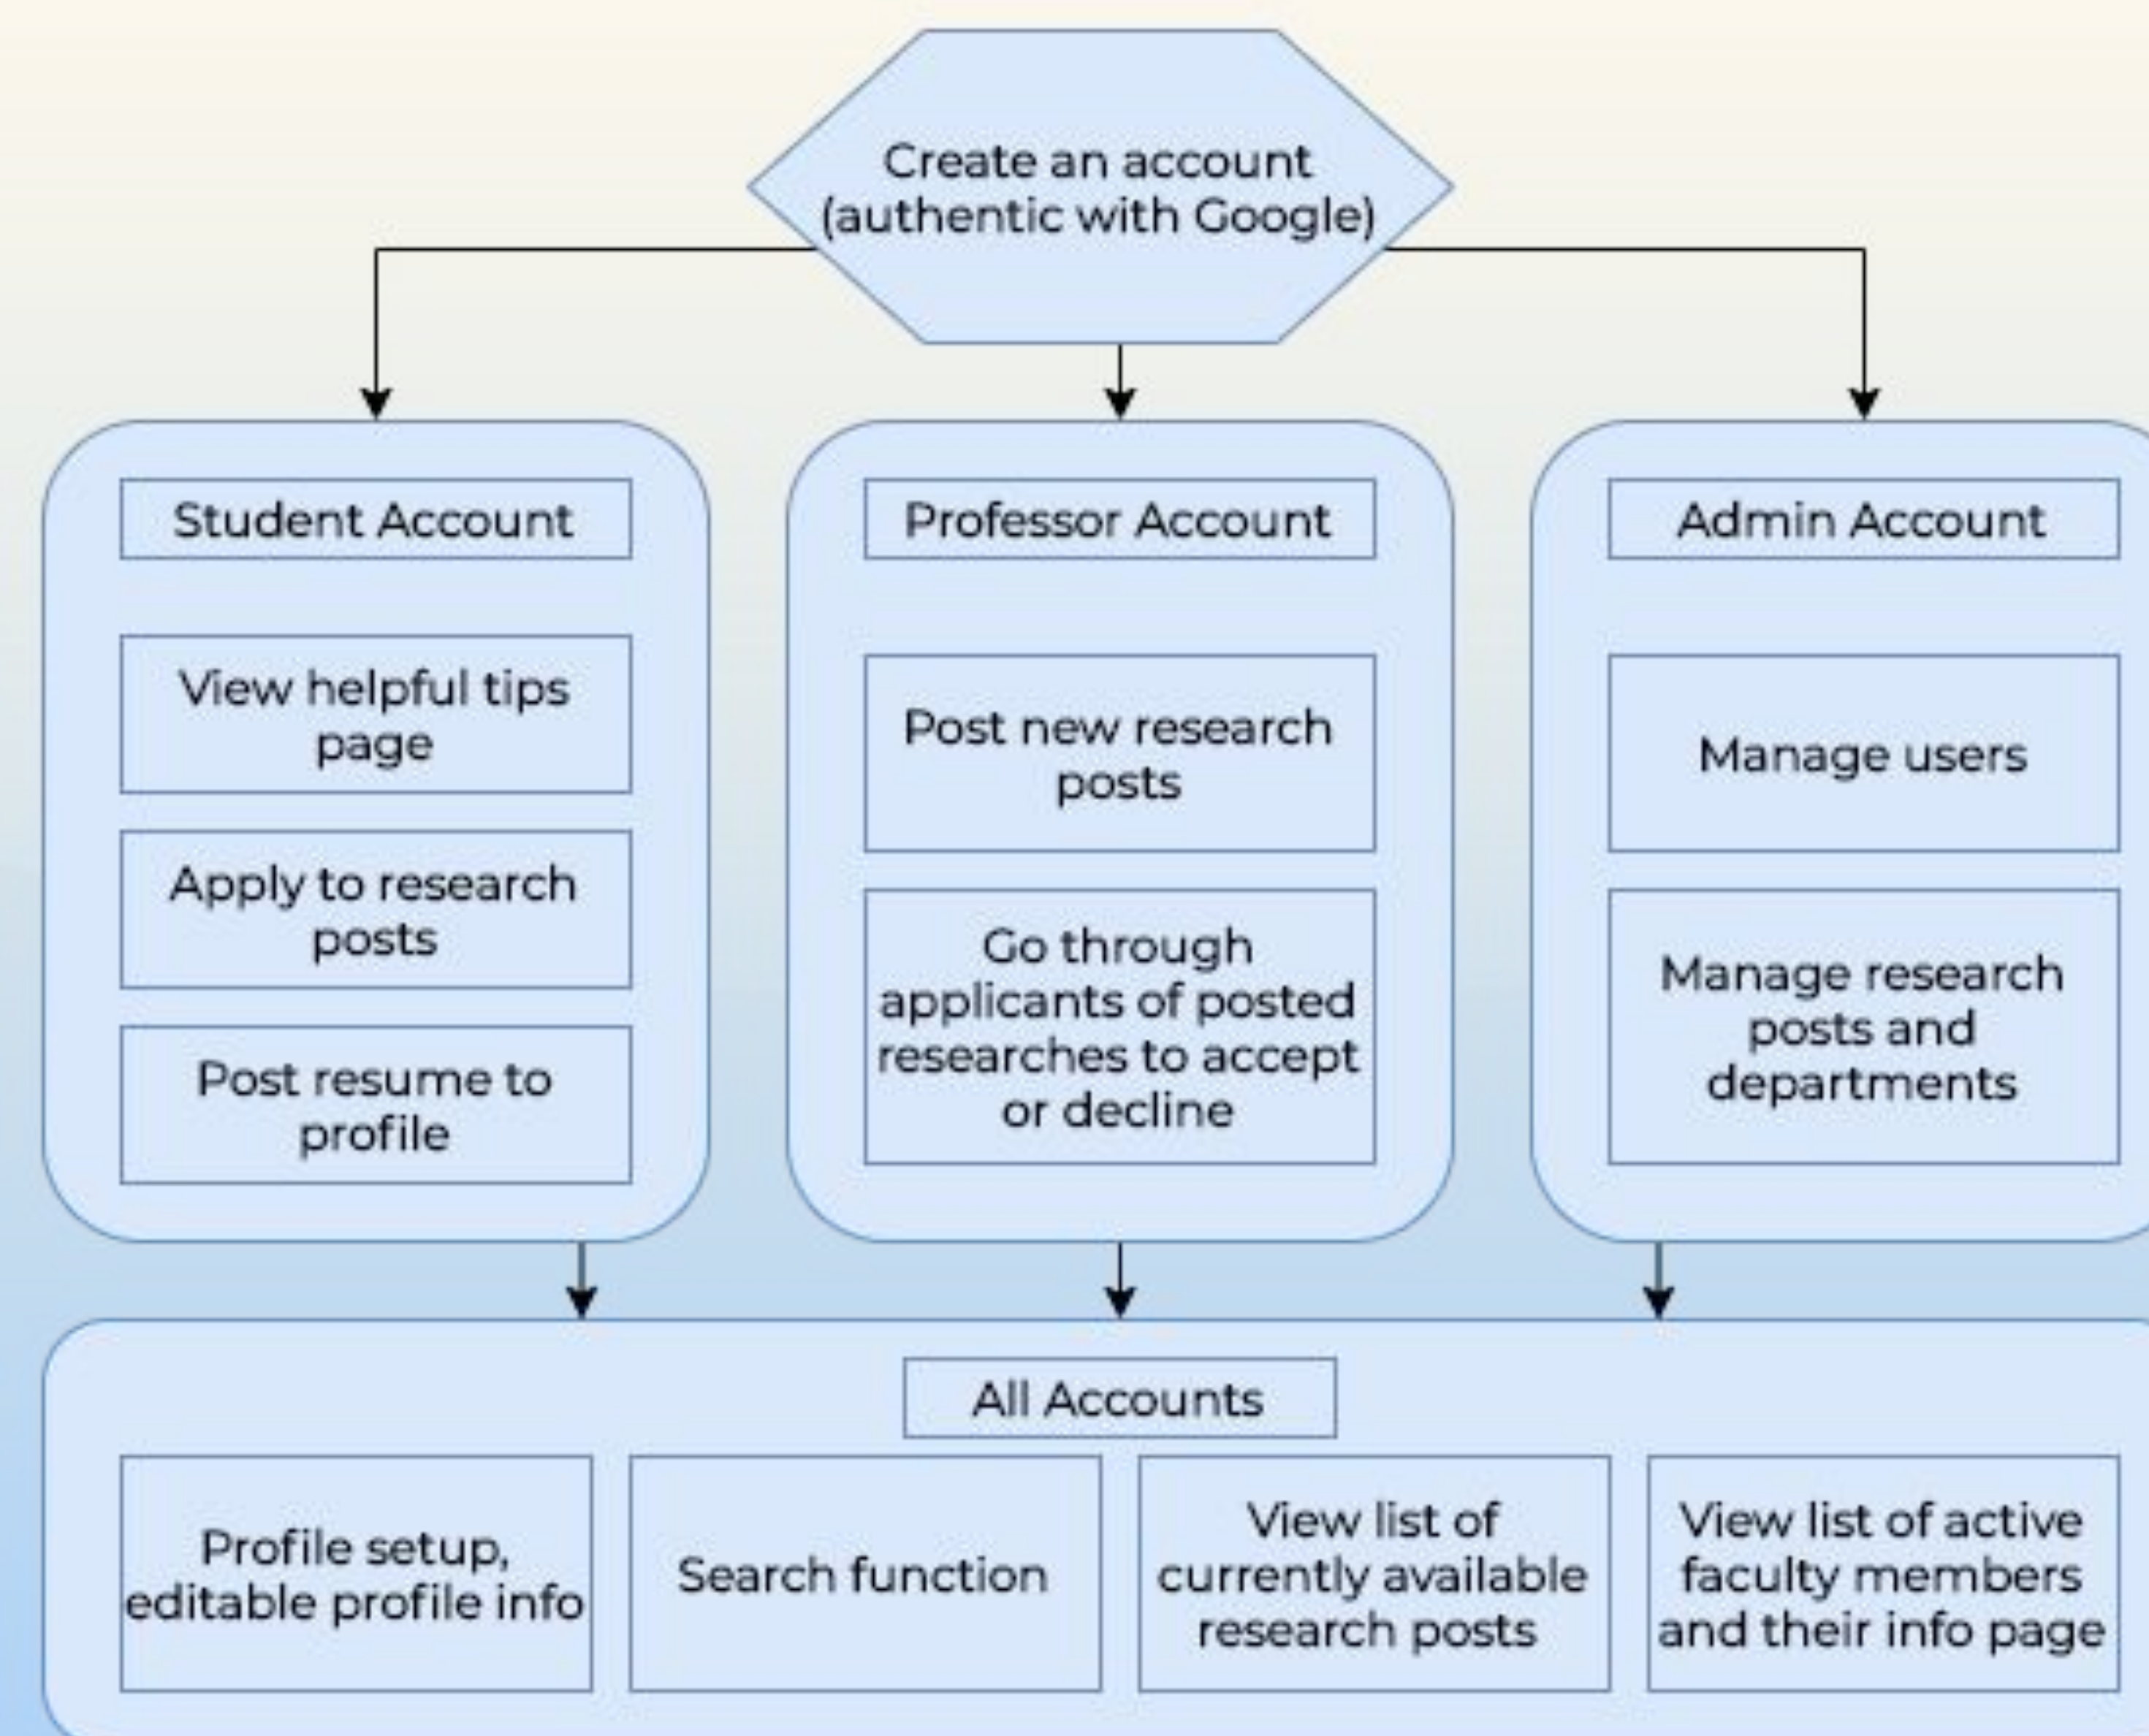 Create an account
(authentic with Google)
Student Account
View helpful tips
page
Apply to research
posts
Post resume to
profile
Professor Account
Post new research
posts
Go through
applicants of posted
researches to accept
or decline
Admin Account
Manage users
Manage research
posts and
departments
All Accounts
Profile setup,
editable profile info
Search function
View list of
currently available
research posts
View list of active
faculty members
and their info page